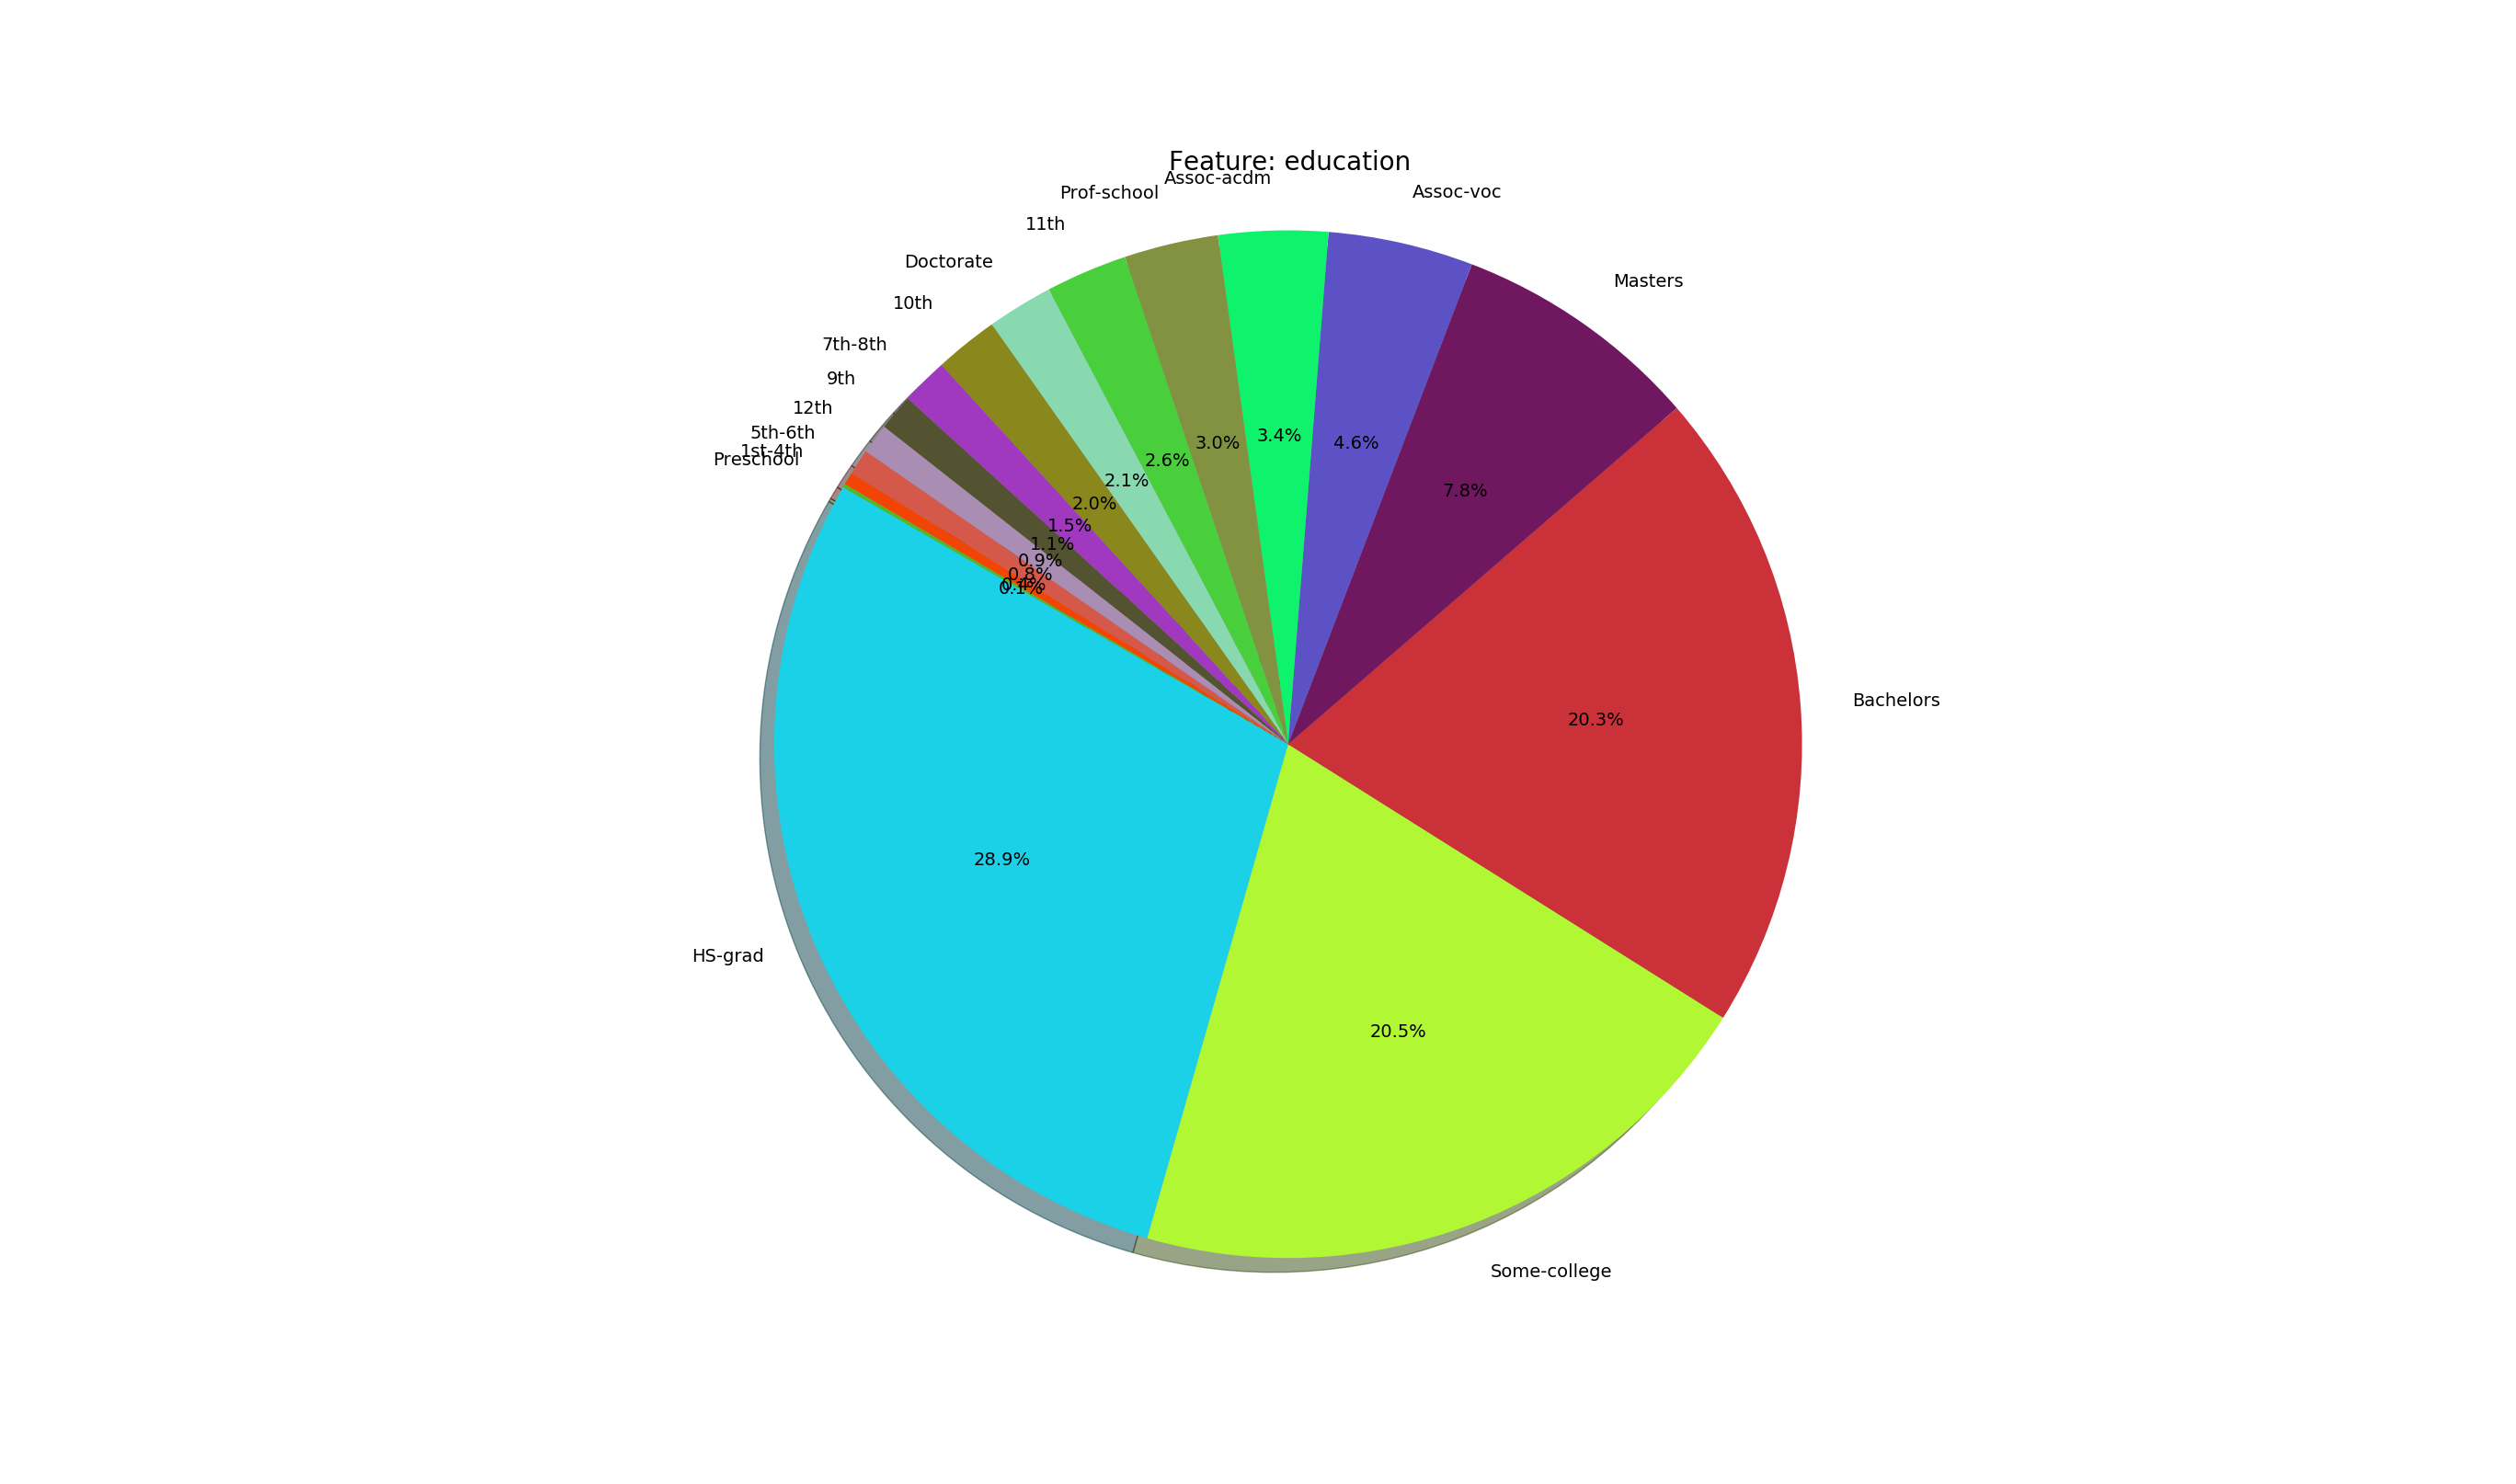 Feature: education
Assoc-acdm
Prof-school
Assoc-voc
11th
Doctorate
Masters
10th
7th-8th
9th
12th
5th-6th
1st-4th
Preschool
3.4%
3.0%
4.6%
2.6%
2.1%
7.8%
2.0%
1.5%
1.1%
0.9%
0.8%
0.4%
0.1%
Bachelors
20.3%
28.9%
HS-grad
20.5%
Some-college